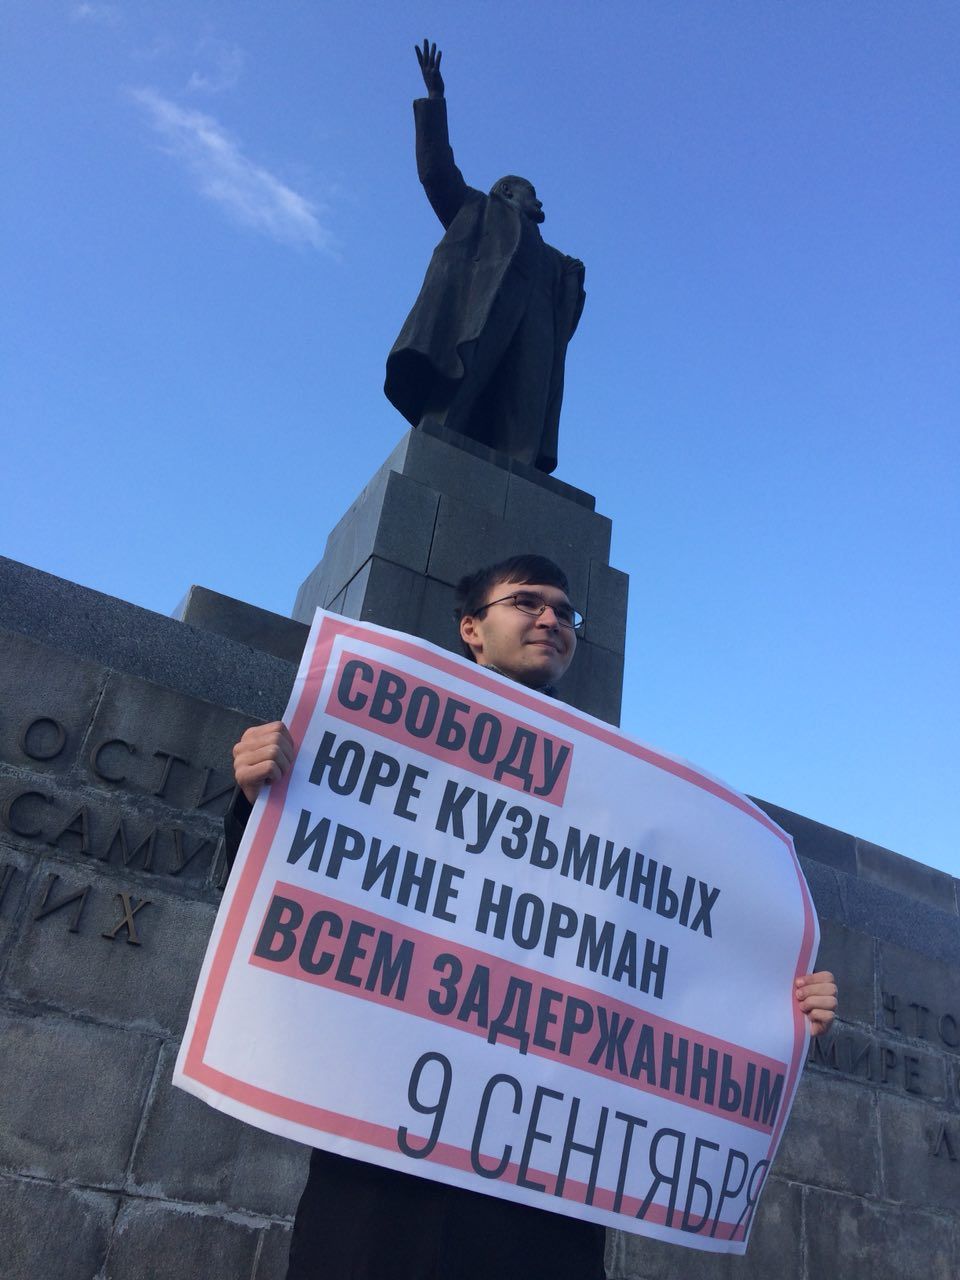 СВОБОДУ
ЮРЕ КУЗЬМИНЫХ
ИРИНЕ НОРМАН
ВСЕМ ЗАДЕРЖАННЫМ
9 СЕНТЯБРЯ